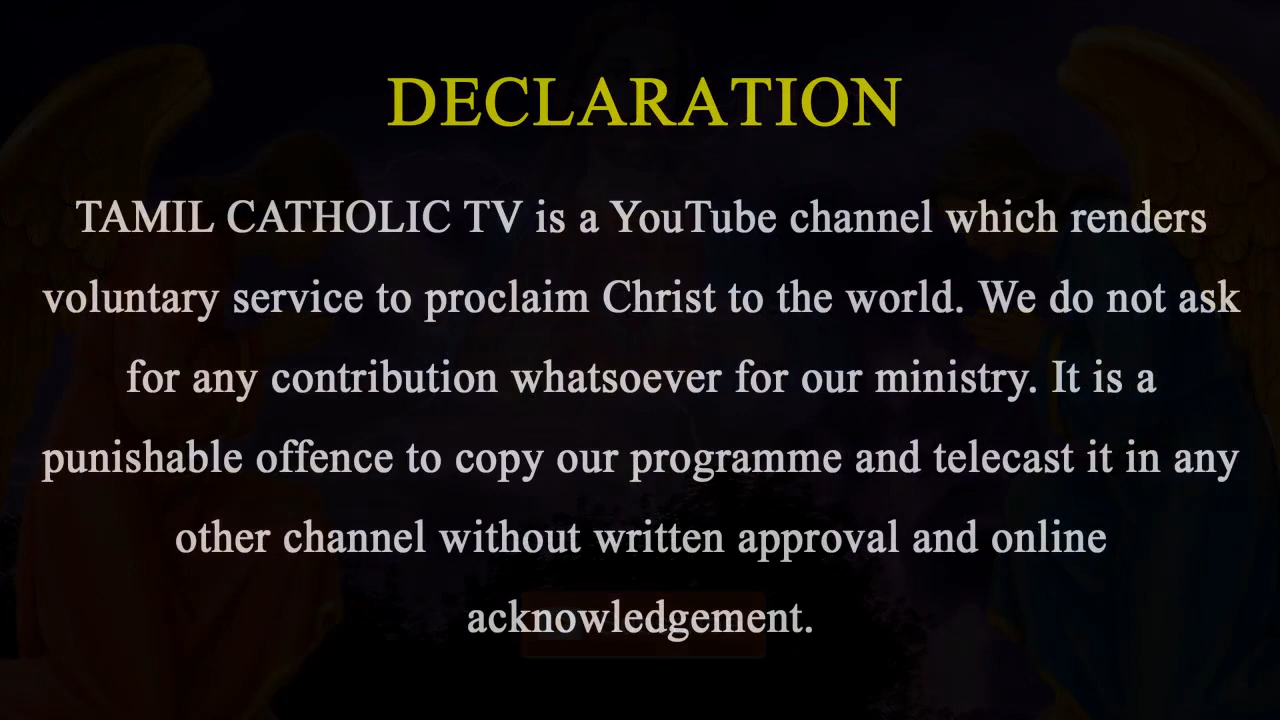 DECLARATION
TAMIL CATHOLIC TV is a YouTube channel which renders
voluntary service to proclaim Christ to the world. We do not ask
for any contribution whatsoever for our ministry. It is a
punishable offence to copy our programme and telecast it in any
other channel without written approval and online
acknowledgement.